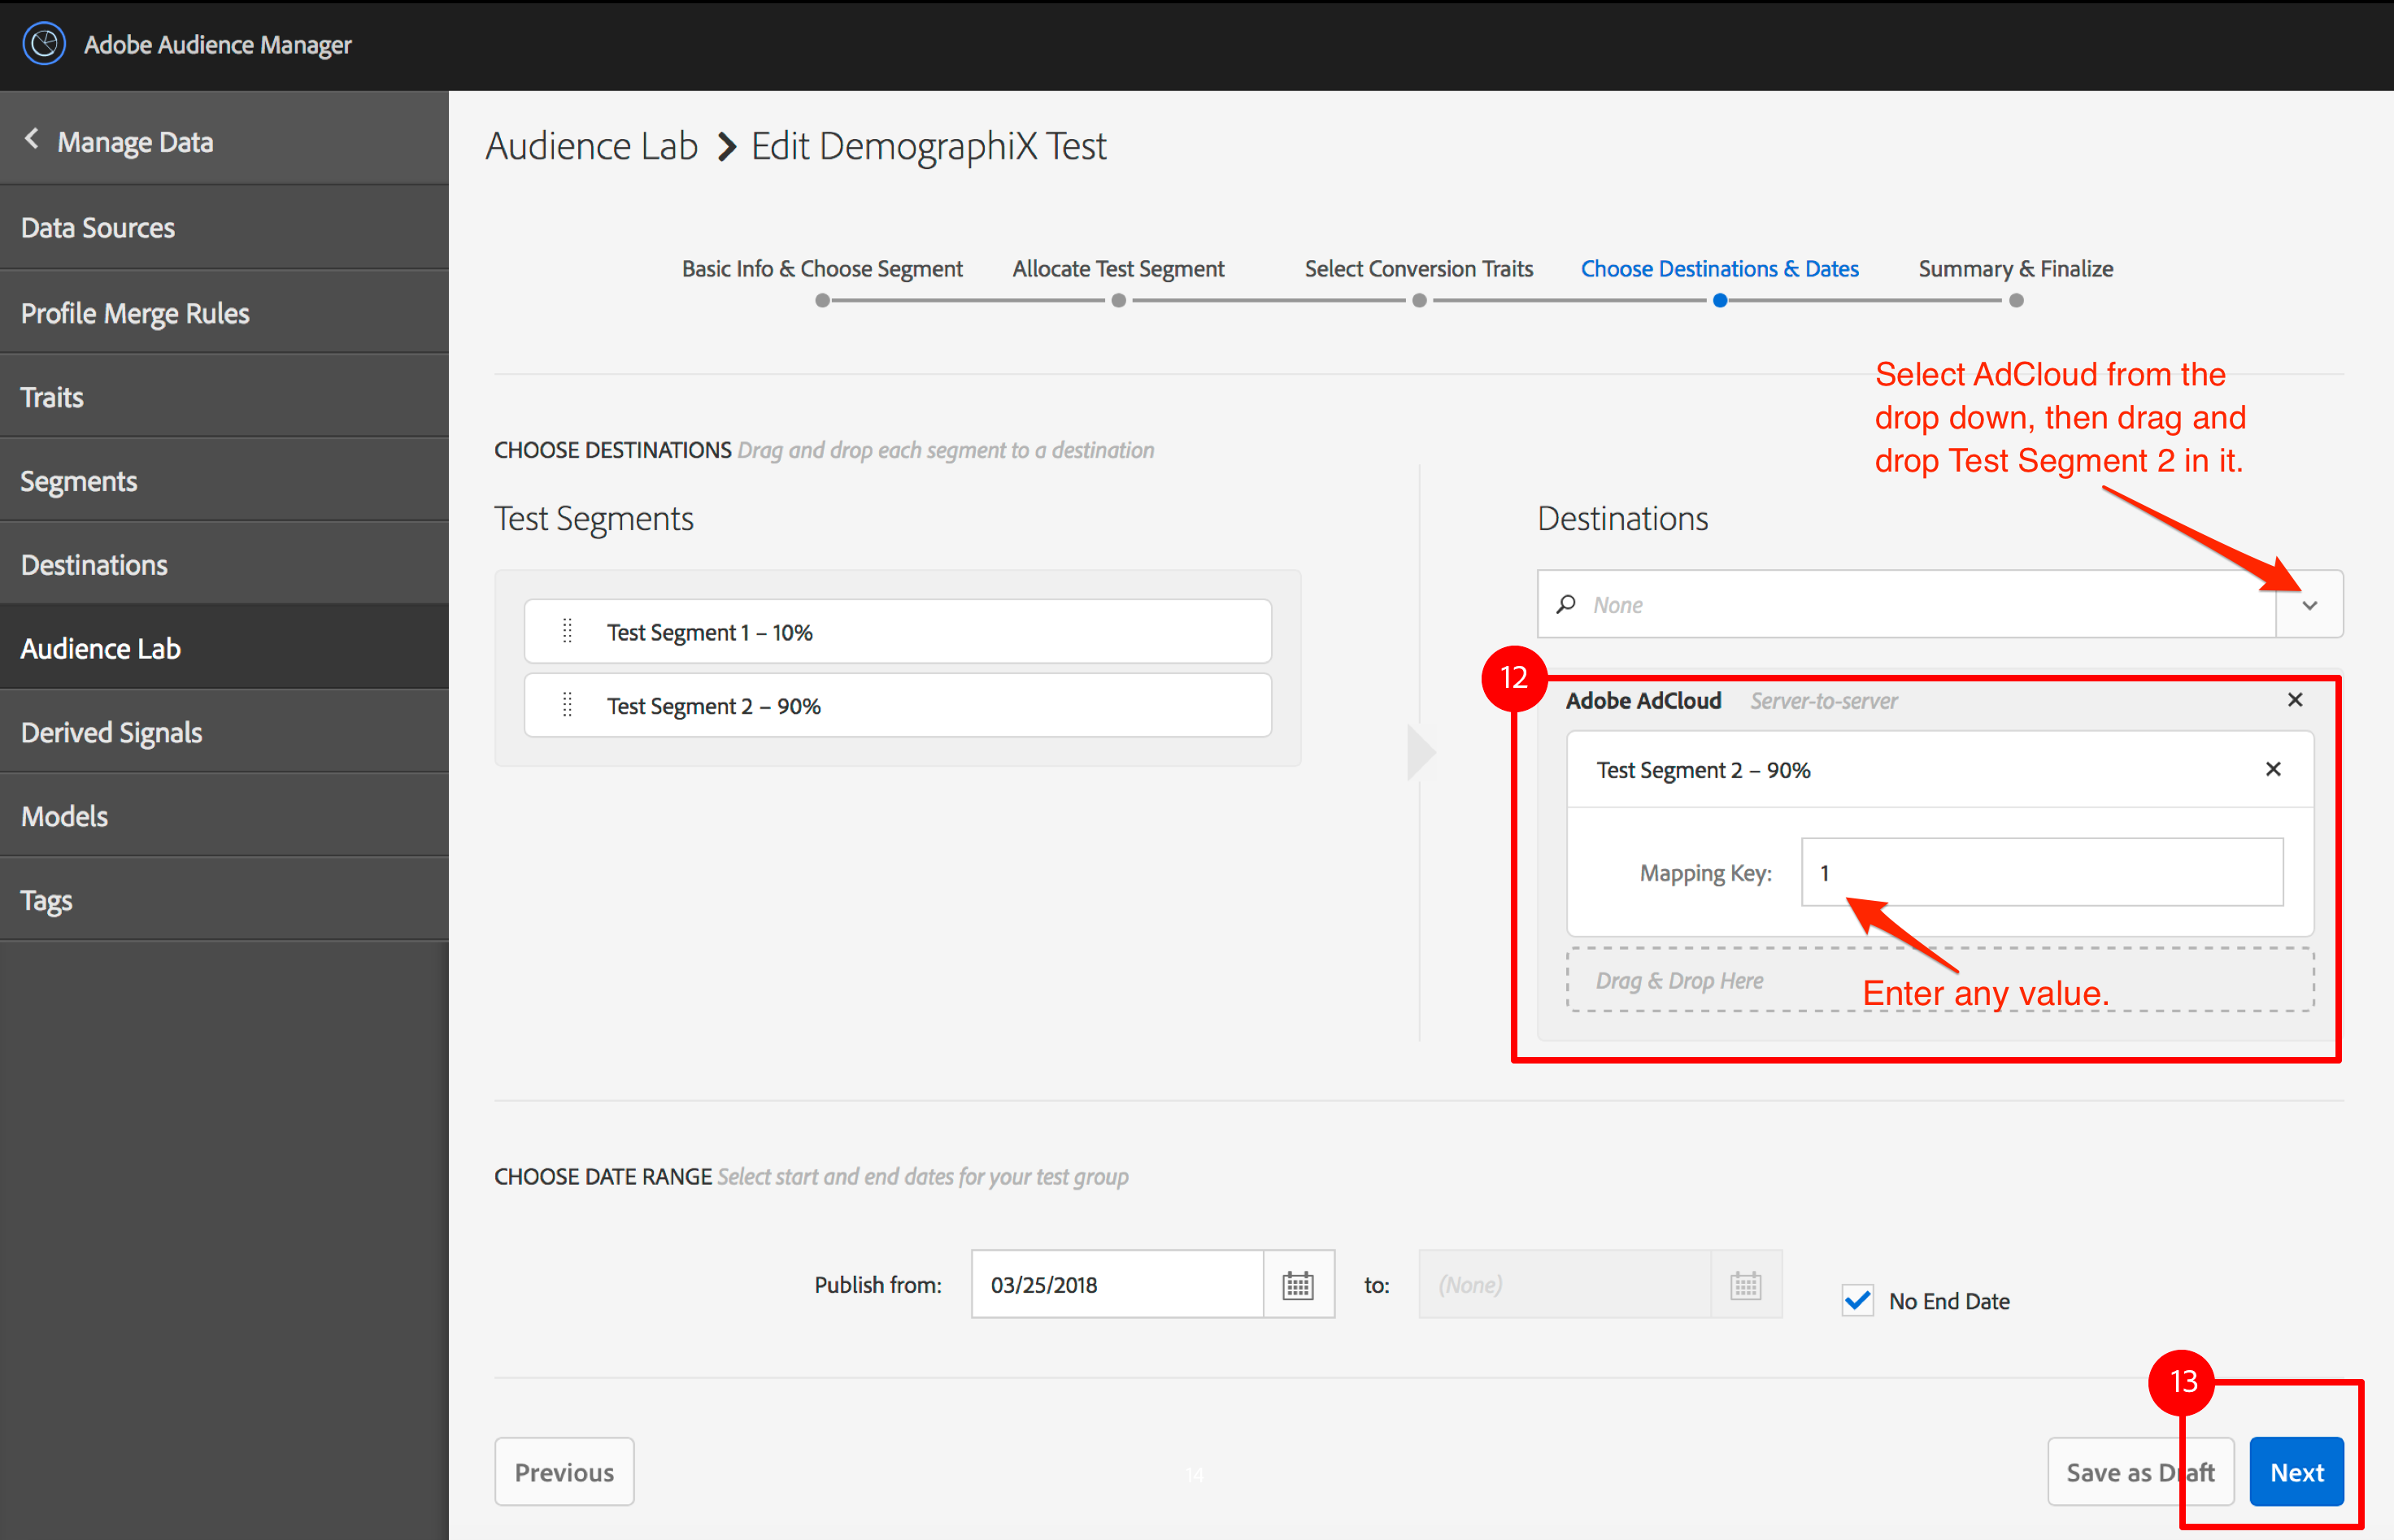 Adobe Audience Manager
Manage Data
Data Sources
Profile Merge Rules
Traits
Segments
Destinations
Audience Lab
Derived Signals
Models
Tags
Audience Lab > Edit DemographiX Test
Basic Info & Choose Segment
Allocate Test Segment
Select Conversion Traits
Choose Destinations & Dates
Summary & Finalize
Select AdCloud from the
drop down, then drag and
drop Test Segment 2 in it.
CHOOSE DESTINATIONS Drag and drop each segment to a destination
Test Segments
Test Segment 1 – 10%
Test Segment 2 – 90%
Destinations
None
12
Adobe AdCloud Server-to-server
Test Segment 2 – 90%
Mapping Key: 1
Drag & Drop Here
Enter any value.
CHOOSE DATE RANGE Select start and end dates for your test group
Publish from: 03/25/2018 to: (None)
No End Date
13
Previous
14
Save as Draft
Next